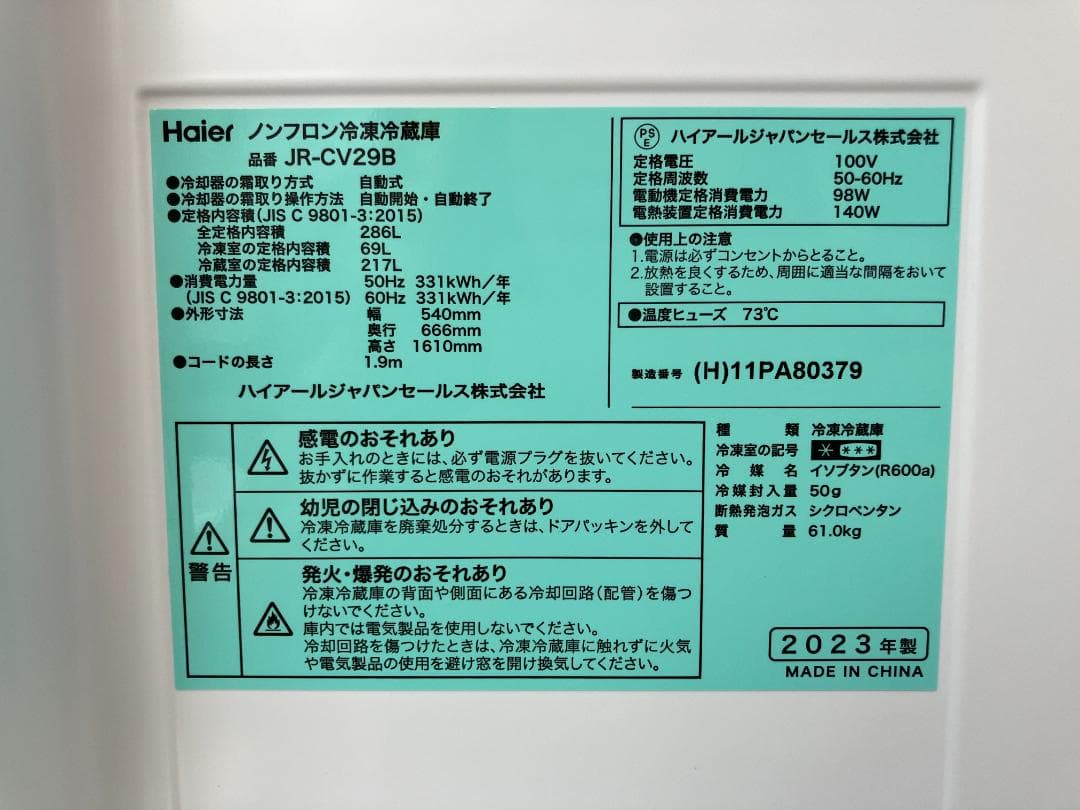 Haier ノンフロン冷凍冷蔵庫
品番 JR-CV29B
●冷却器の霜取り方式 自動式
●冷却器の霜取り操作方法 自動開始・自動終了
●定格内容積(JIS C 9801-3:2015)
全定格内容積 286L
冷凍室の定格内容積 69L
冷蔵室の定格内容積 217L
●消費電力量 50Hz 331kWh/年
(JIS C 9801-3:2015) 60Hz 331kWh/年
●外形寸法 幅 540mm
奥行 666mm
高さ 1610mm
●コードの長さ 1.9m
ハイアールジャパンセールス株式会社
PSE ハイアールジャパンセールス株式会社
定格電圧 100V
定格周波数 50-60Hz
電動機定格消費電力 98W
電熱装置定格消費電力 140W
●使用上の注意
1.電源は必ずコンセントからとること。
2.放熱を良くするため、周囲に適当な間隔をおいて
設置すること。
●温度ヒューズ 73℃
製造番号 (H)11PA80379
警告
感電のおそれあり
お手入れのときには、必ず電源プラグを抜いてください。
抜かずに作業すると感電のおそれがあります。
幼児の閉じ込みのおそれあり
冷凍冷蔵庫を廃棄処分するときは、ドアパッキンを外して
ください。
発火・爆発のおそれあり
冷凍冷蔵庫の背面や側面にある冷却回路(配管)を傷つ
けないでください。
庫内では電気製品を使用しないでください。
冷却回路を傷つけたときは、冷凍冷蔵庫に触れずに火気
や電気製品の使用を避け窓を開け換気してください。
種類 冷凍冷蔵庫
冷凍室の記号 * ***
冷媒名 イソブタン(R600a)
冷媒封入量 50g
断熱発泡ガス シクロペンタン
質量 61.0kg
2023年製
MADE IN CHINA